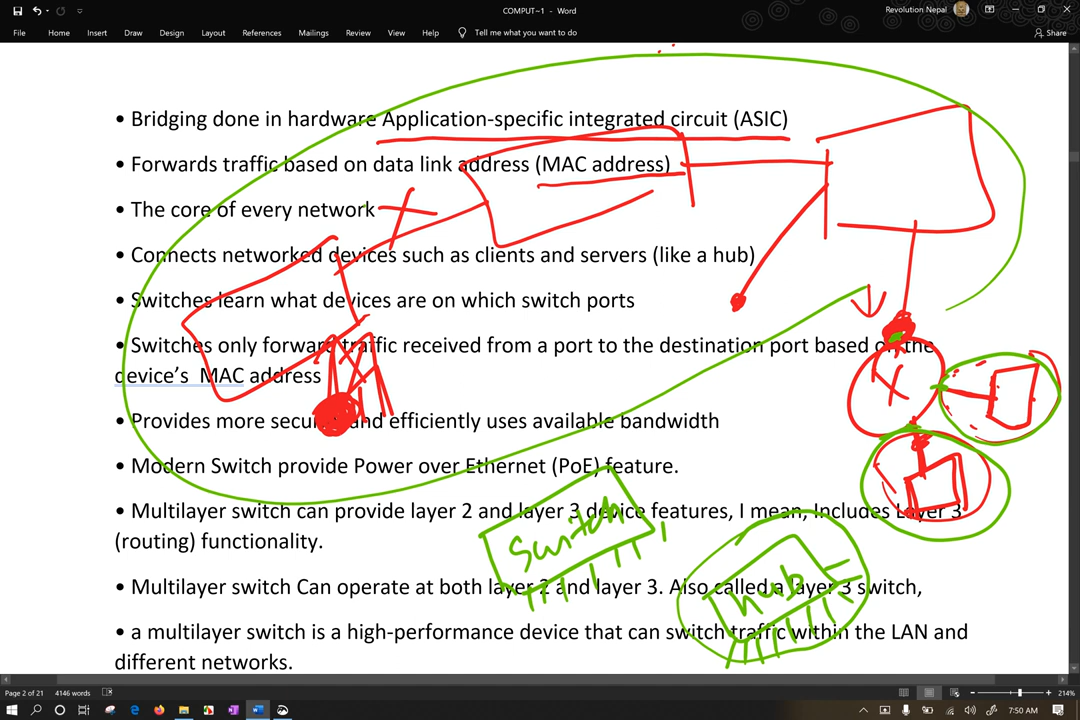 COMPUT~1 - Word
Revolution Nepal
File Home Insert Draw Design Layout References Mailings Review View Help Tell me what you want to do Share
• Bridging done in hardware Application-specific integrated circuit (ASIC)
• Forwards traffic based on data link address (MAC address)
• The core of every network
• Connects networked devices such as clients and servers (like a hub)
• Switches learn what devices are on which switch ports
• Switches only forward traffic received from a port to the destination port based on the
device’s MAC address
• Provides more security and efficiently uses available bandwidth
• Modern Switch provide Power over Ethernet (PoE) feature.
• Multilayer switch can provide layer 2 and layer 3 device features, I mean, Includes Layer 3
(routing) functionality.
Switch
• Multilayer switch Can operate at both layer 2 and layer 3. Also called a layer 3 switch,
hub
• a multilayer switch is a high-performance device that can switch traffic within the LAN and
different networks.
Page 2 of 21 4146 words 214%
7:50 AM